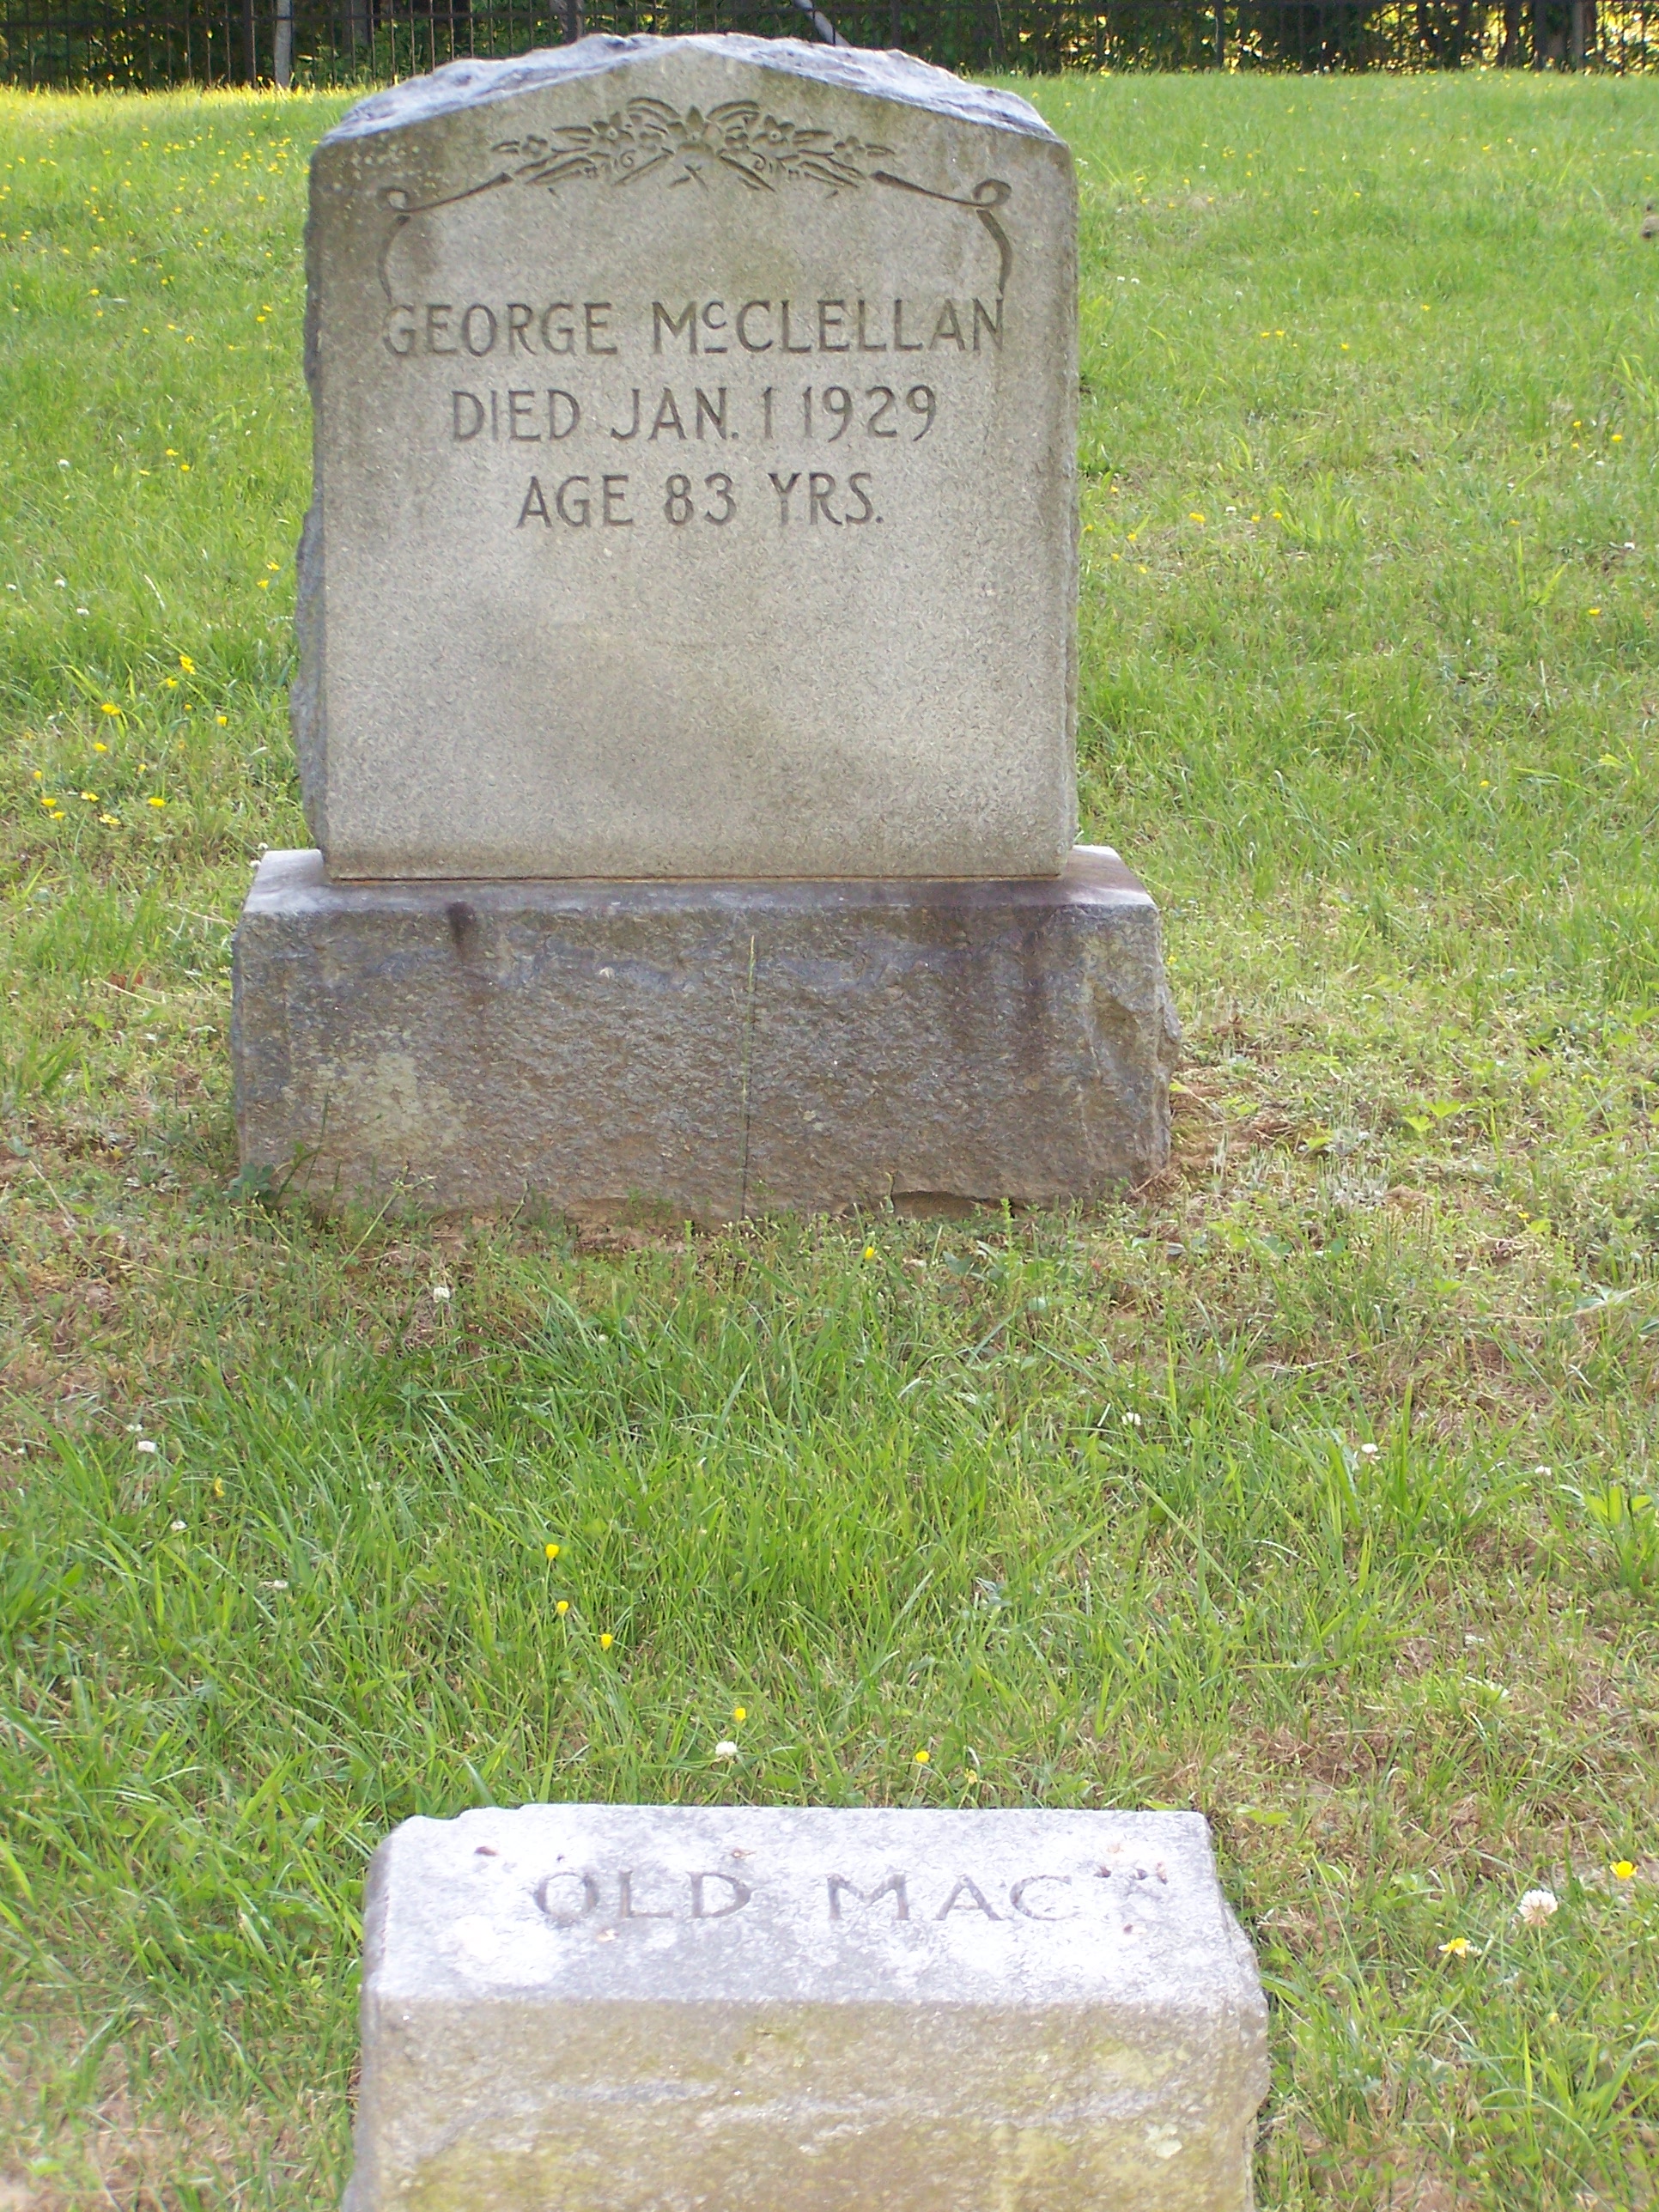 GEORGE McCLELLAN
DIED JAN. 1 1929
AGE 83 YRS.
"OLD MAC"